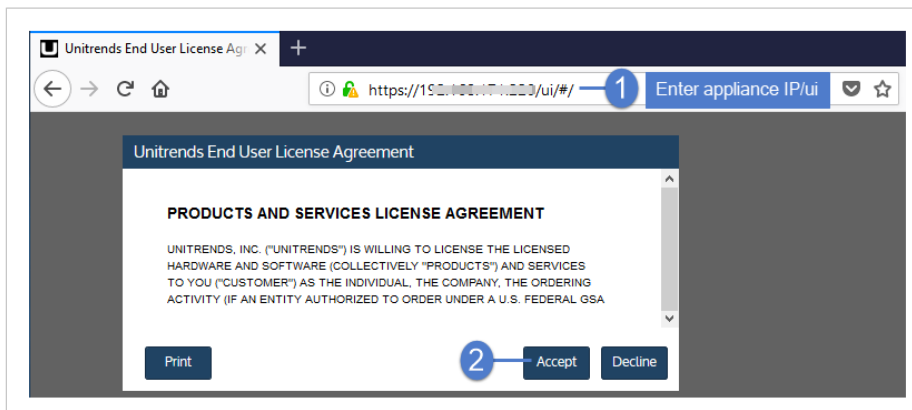 Unitrends End User License Agr
https://19 /ui/#/
1
Enter appliance IP/ui
Unitrends End User License Agreement
PRODUCTS AND SERVICES LICENSE AGREEMENT
UNITRENDS, INC. ("UNITRENDS") IS WILLING TO LICENSE THE LICENSED
HARDWARE AND SOFTWARE (COLLECTIVELY "PRODUCTS") AND SERVICES
TO YOU ("CUSTOMER") AS THE INDIVIDUAL, THE COMPANY, THE ORDERING
ACTIVITY (IF AN ENTITY AUTHORIZED TO ORDER UNDER A U.S. FEDERAL GSA
Print
2
Accept
Decline